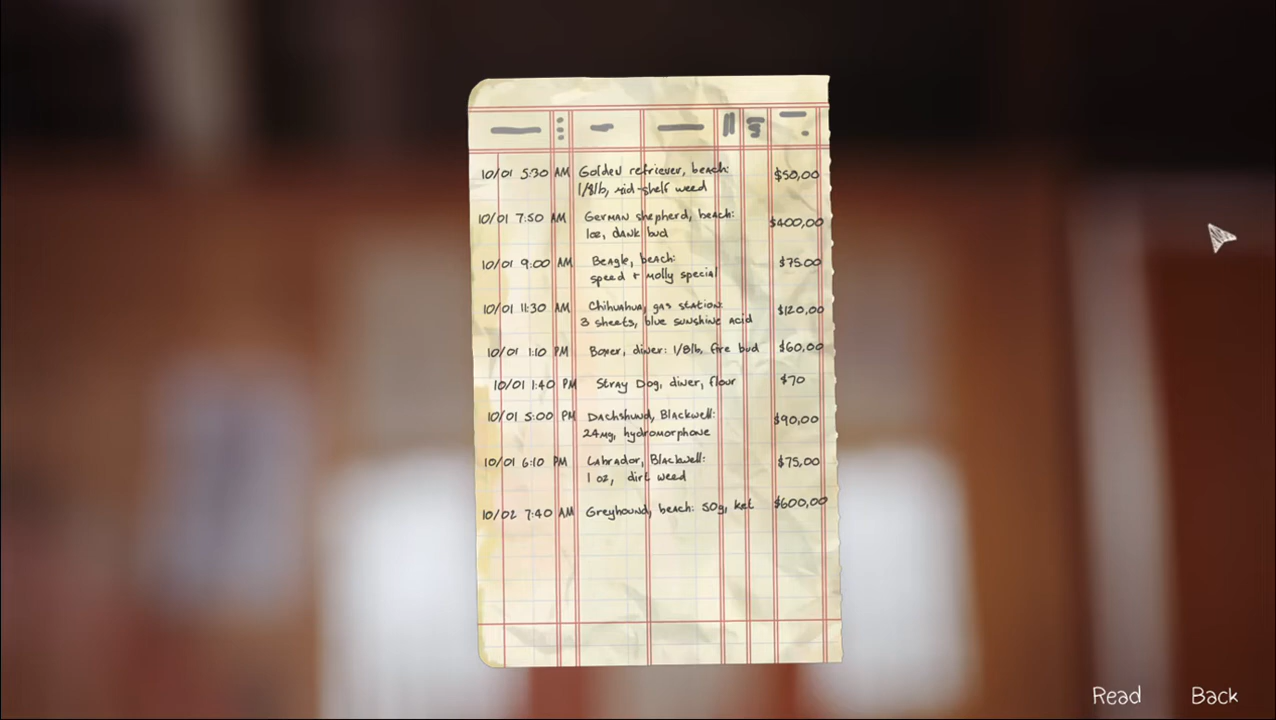 10/01 5:30 AM Golden retriever, beach: $50,00
1/8lb, mid-shelf weed
10/01 7:50 AM German shepherd, beach: $400,00
1oz, dank bud
10/01 9:00 AM Beagle, beach: $75.00
speed + molly special
10/01 11:30 AM Chihuahua, gas station: $120,00
3 sheets, blue sunshine acid
10/01 1:10 PM Boxer, diner: 1/8lb, fire bud $60,00
10/01 1:40 PM Stray Dog, diner, flour $70
10/01 5:00 PM Dachshund, Blackwell: $90,00
24mg, hydromorphone
10/01 6:10 PM Labrador, Blackwell: $75,00
1 oz, dirt weed
10/02 7:40 AM Greyhound, beach: 50g, ket $600,00
Read Back